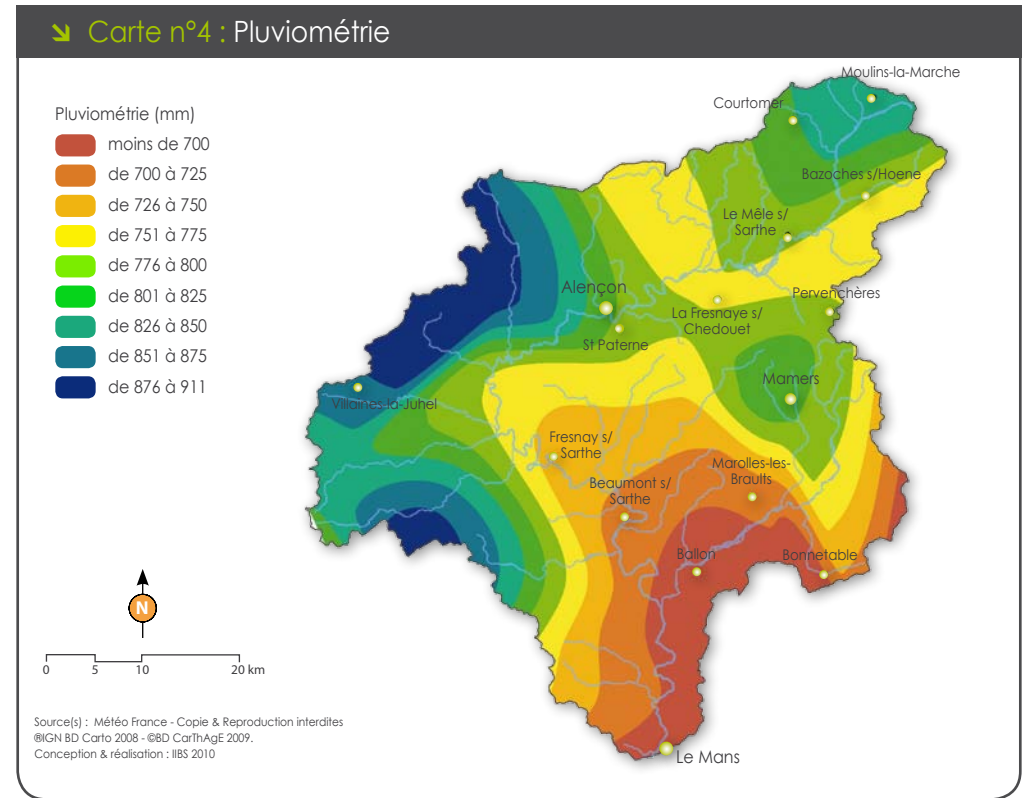 Carte n°4 : Pluviométrie
Pluviométrie (mm)
moins de 700
de 700 à 725
de 726 à 750
de 751 à 775
de 776 à 800
de 801 à 825
de 826 à 850
de 851 à 875
de 876 à 911
Moulins-la-Marche
Courtomer
Bazoches s/Hoene
Le Mêle s/
Sarthe
Alençon
Pervenchères
La Fresnaye s/
Chedouet
St Paterne
Mamers
Villaines-la-Juhel
Fresnay s/
Sarthe
Marolles-les-
Braults
Beaumont s/
Sarthe
Ballon
Bonnetable
Le Mans
N
0 5 10 20 km
Source(s) : Météo France - Copie & Reproduction interdites
®IGN BD Carto 2008 - ©BD CarThAgE 2009.
Conception & réalisation : IIBS 2010